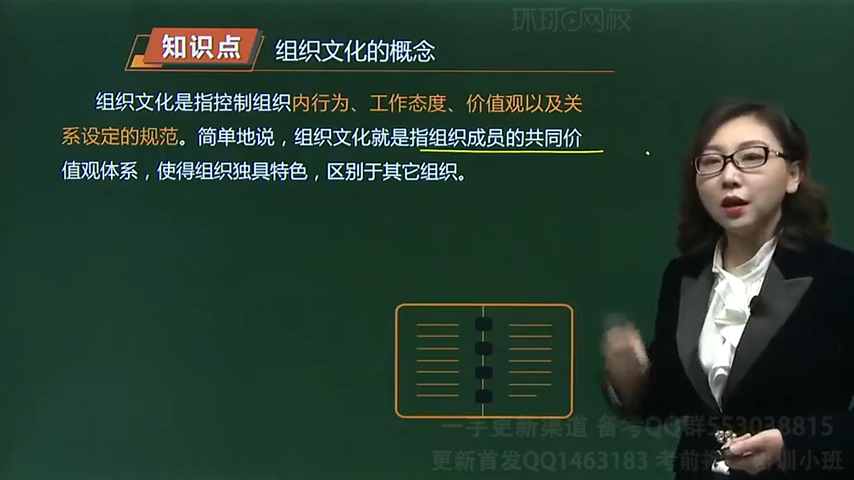 环球网校
知识点 组织文化的概念
组织文化是指控制组织内行为、工作态度、价值观以及关
系设定的规范。简单地说，组织文化就是指组织成员的共同价
值观体系，使得组织独具特色，区别于其它组织。
一手更新渠道 备考QQ群553038815
更新首发QQ1463183 考前 训小班